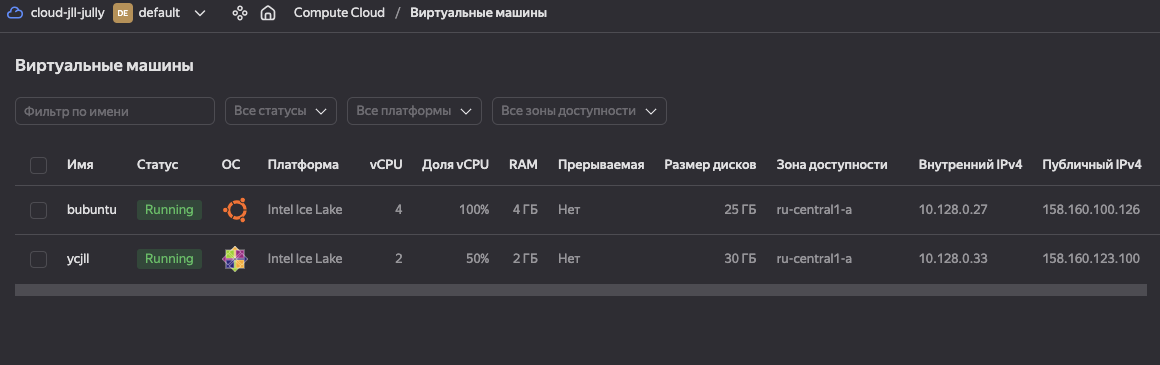 cloud-jll-jully DE default Compute Cloud / Виртуальные машины
Виртуальные машины
Фильтр по имени Все статусы Все платформы Все зоны доступности
Имя Статус ОС Платформа vCPU Доля vCPU RAM Прерываемая Размер дисков Зона доступности Внутренний IPv4 Публичный IPv4
bubuntu Running Intel Ice Lake 4 100% 4 ГБ Нет 25 ГБ ru-central1-a 10.128.0.27 158.160.100.126
ycjll Running Intel Ice Lake 2 50% 2 ГБ Нет 30 ГБ ru-central1-a 10.128.0.33 158.160.123.100